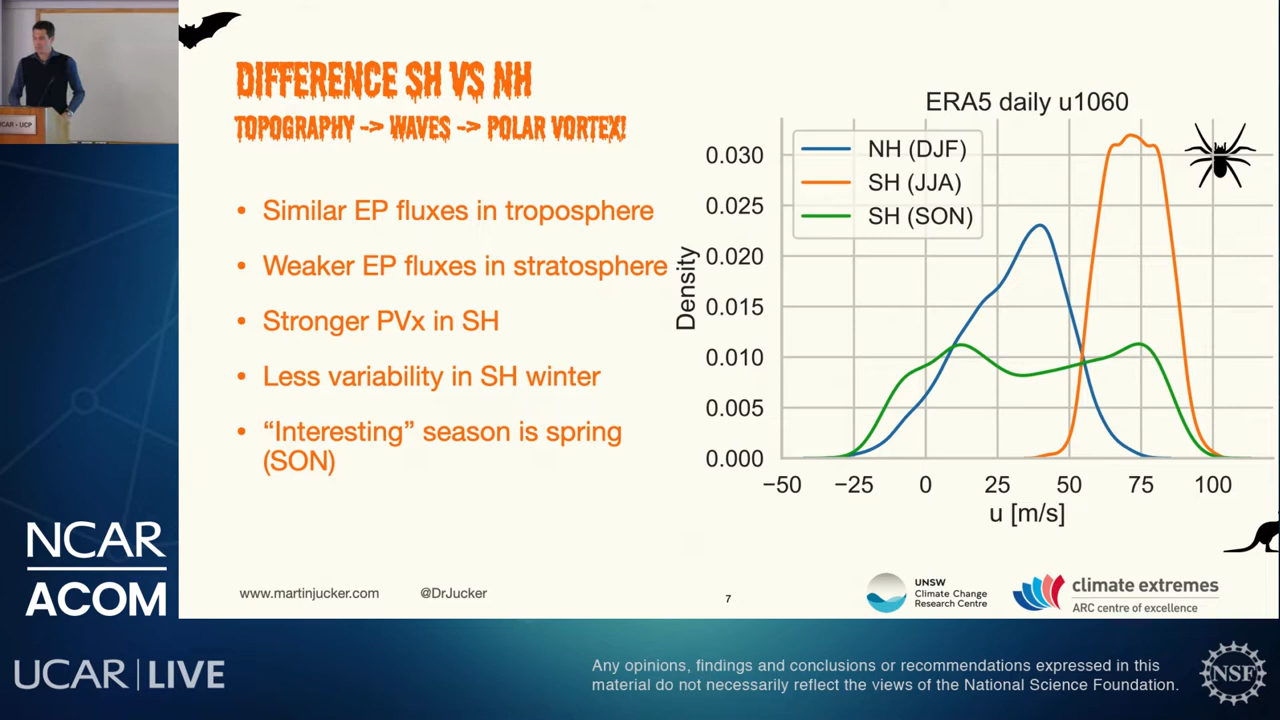 DIFFERENCE SH VS NH
TOPOGRAPHY -> WAVES -> POLAR VORTEX!
• Similar EP fluxes in troposphere
• Weaker EP fluxes in stratosphere
• Stronger PVx in SH
• Less variability in SH winter
• “Interesting” season is spring
(SON)
ERA5 daily u1060
NH (DJF)
SH (JJA)
SH (SON)
Density
0.030
0.025
0.020
0.015
0.010
0.005
0.000
−50 −25 0 25 50 75 100
u [m/s]
www.martinjucker.com @DrJucker
7
UNSW
Climate Change
Research Centre
climate extremes
ARC centre of excellence
NCAR - UCP
NCAR
ACOM
UCAR | LIVE
Any opinions, findings and conclusions or recommendations expressed in this
material do not necessarily reflect the views of the National Science Foundation.
NSF